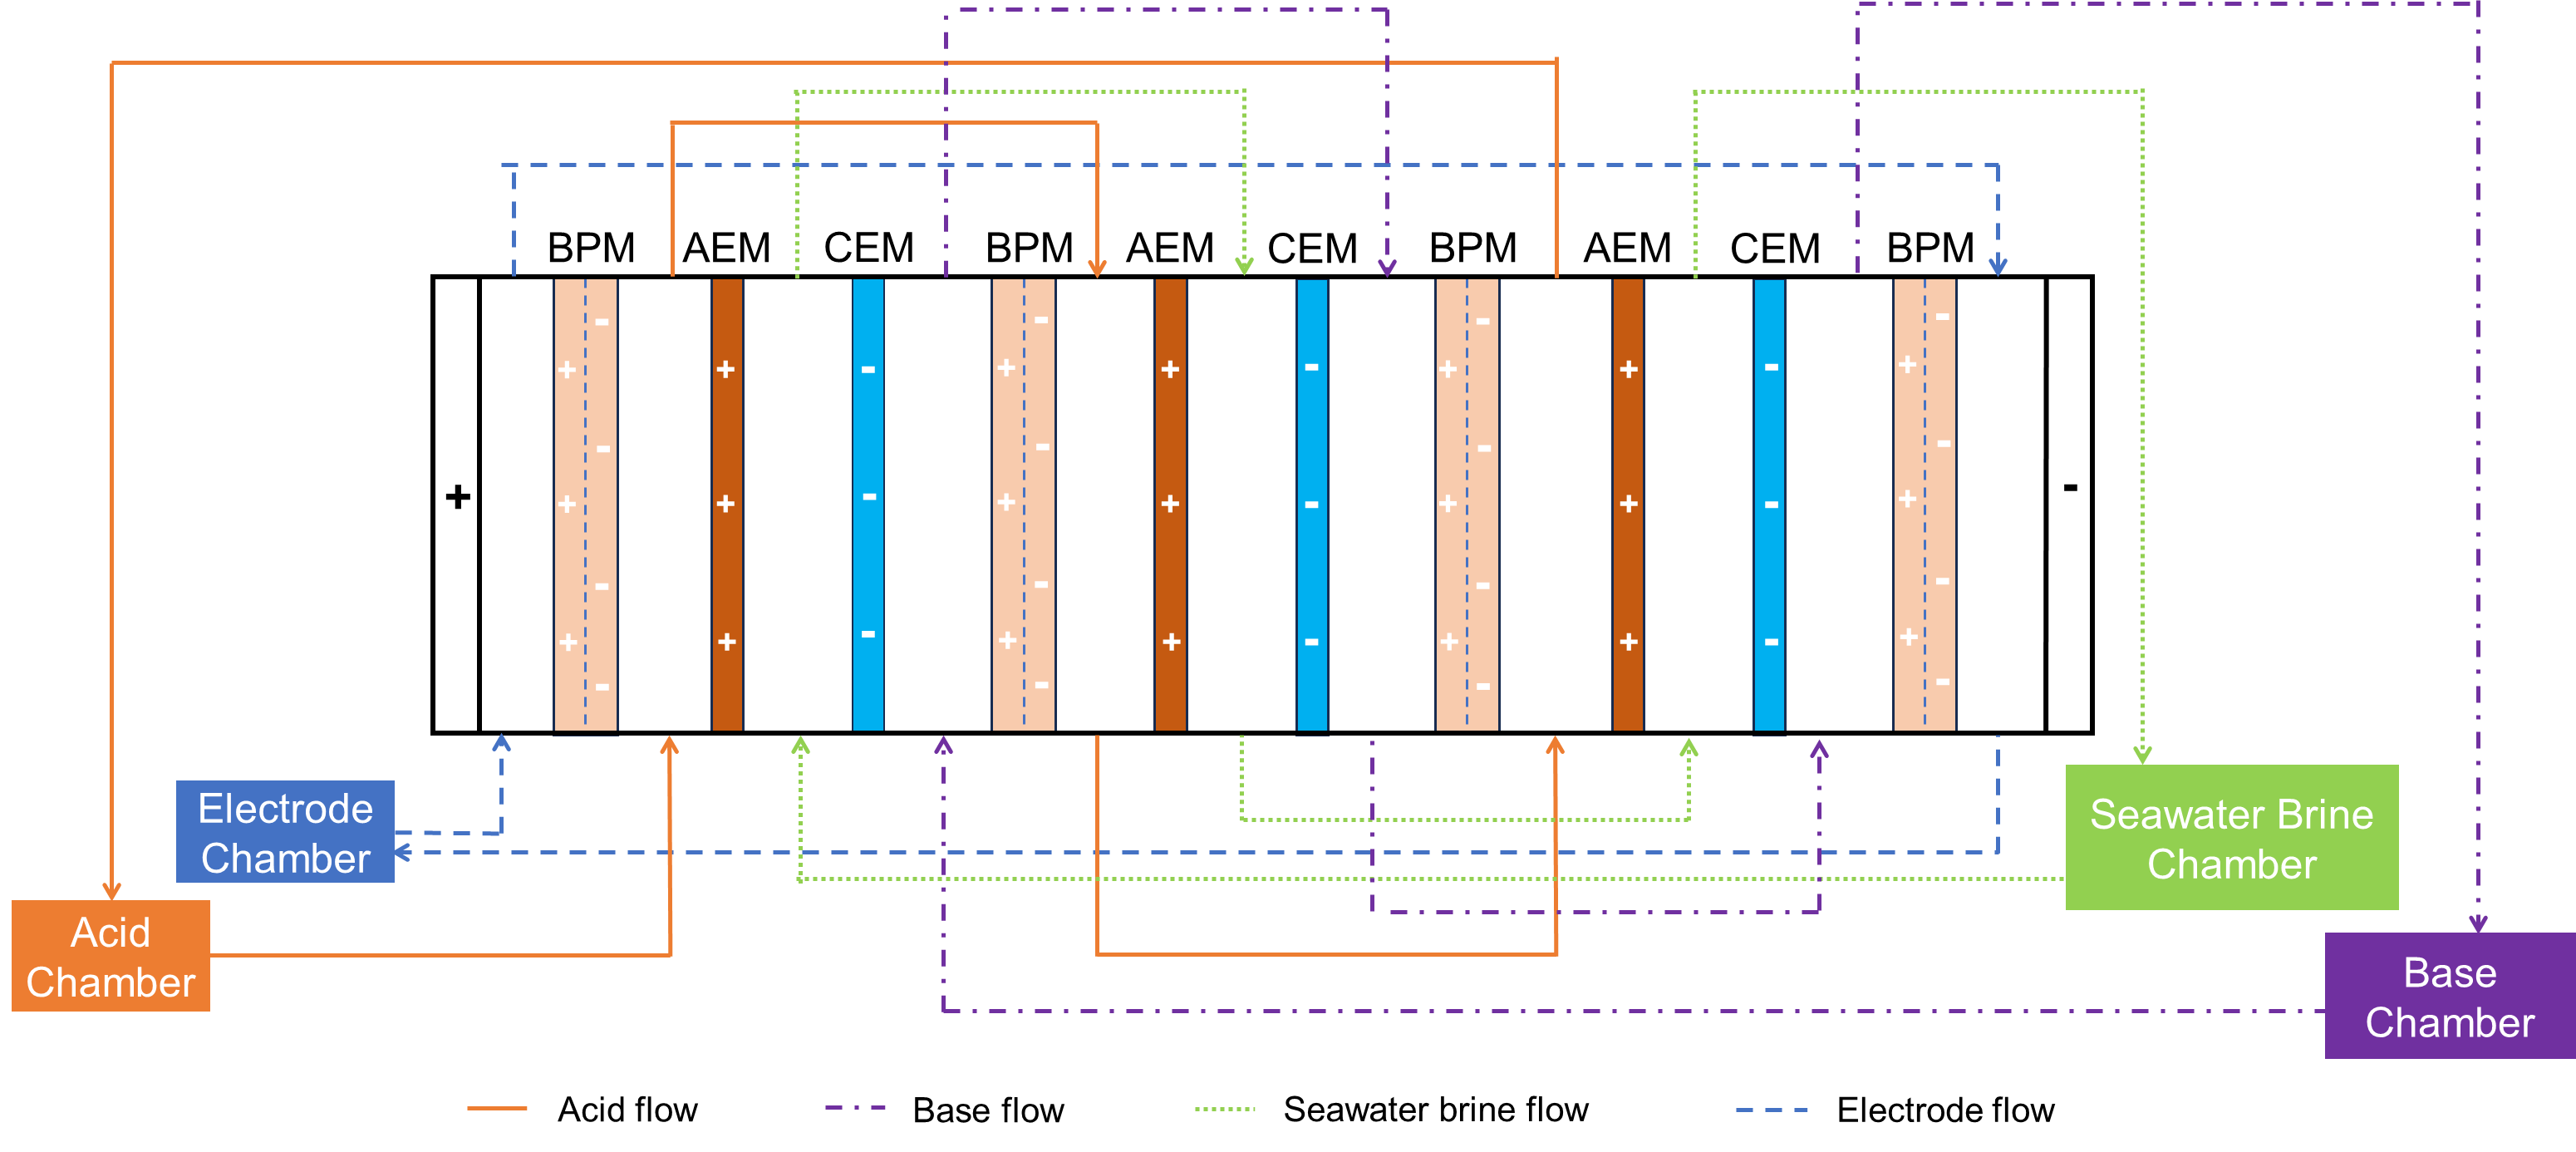 BPM AEM CEM BPM AEM CEM BPM AEM CEM BPM
- - - -
+ + - + + - + + - +
- - - -
+ + + - + + - + + - + -
- - - -
+ + - + + - + + - +
- - - -
Electrode
Chamber
Seawater Brine
Chamber
Acid
Chamber
Base
Chamber
Acid flow
Base flow
Seawater brine flow
Electrode flow